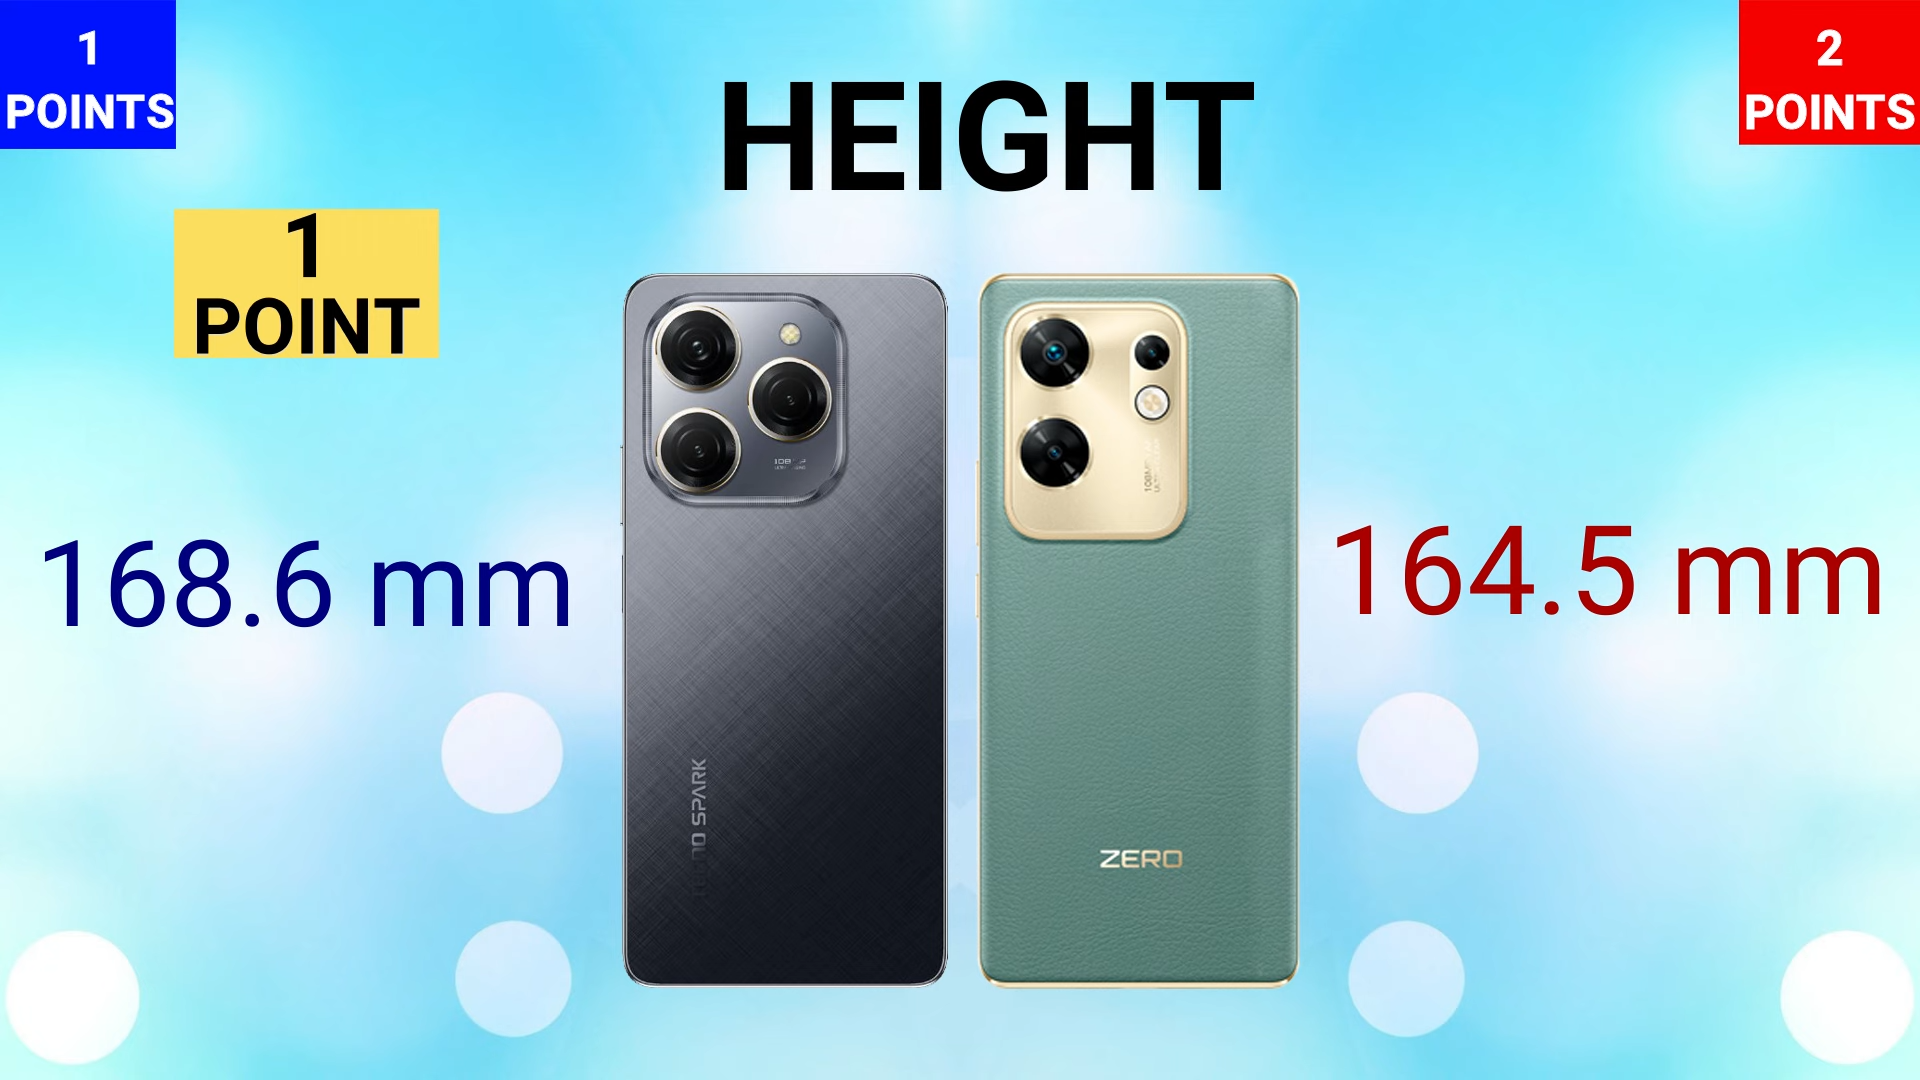 1
POINTS
2
POINTS
HEIGHT
1
POINT
168.6 mm
164.5 mm
SPARK
ZERO